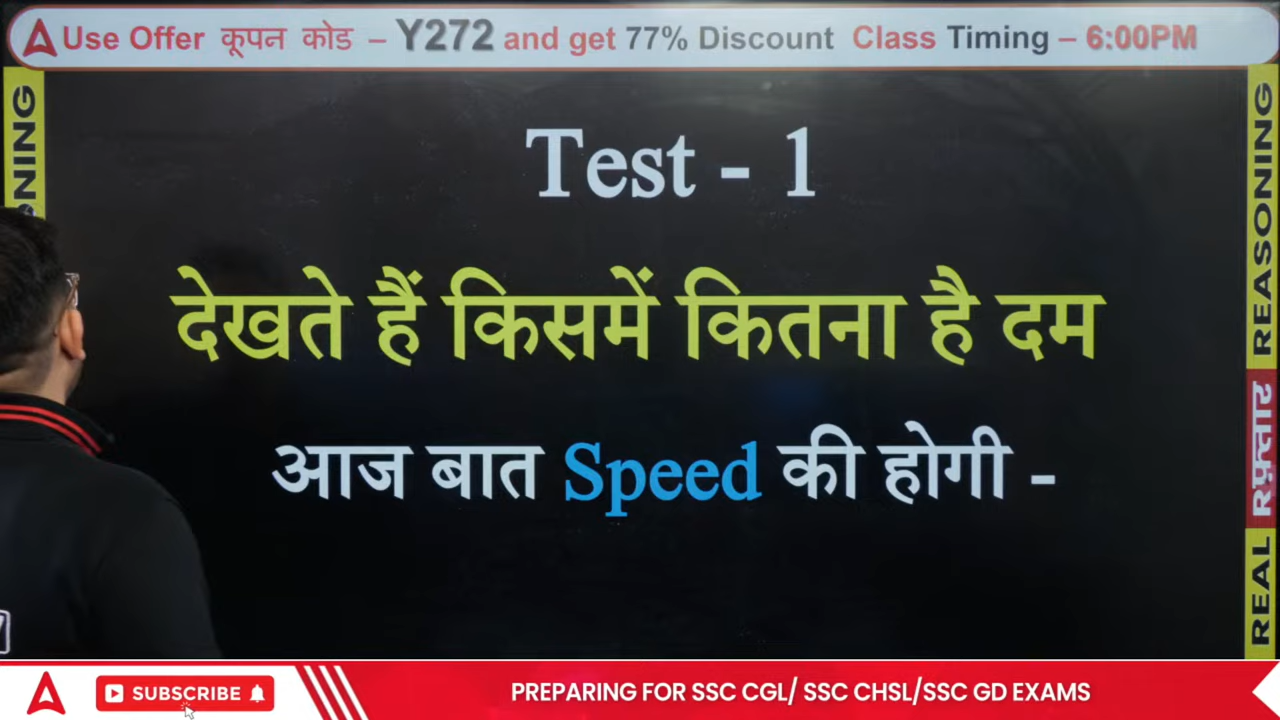 Use Offer कूपन कोड – Y272 and get 77% Discount Class Timing – 6:00PM
NING
Test - 1
देखते हैं किसमें कितना है दम
आज बात Speed की होगी -
REAL रफ़्तार REASONING
SUBSCRIBE
PREPARING FOR SSC CGL/ SSC CHSL/SSC GD EXAMS